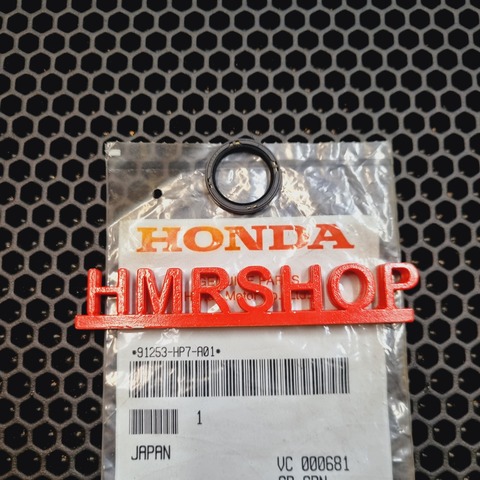 HONDA
HMRSHOP
*91253-HP7-A01*
1
JAPAN
VC 000681